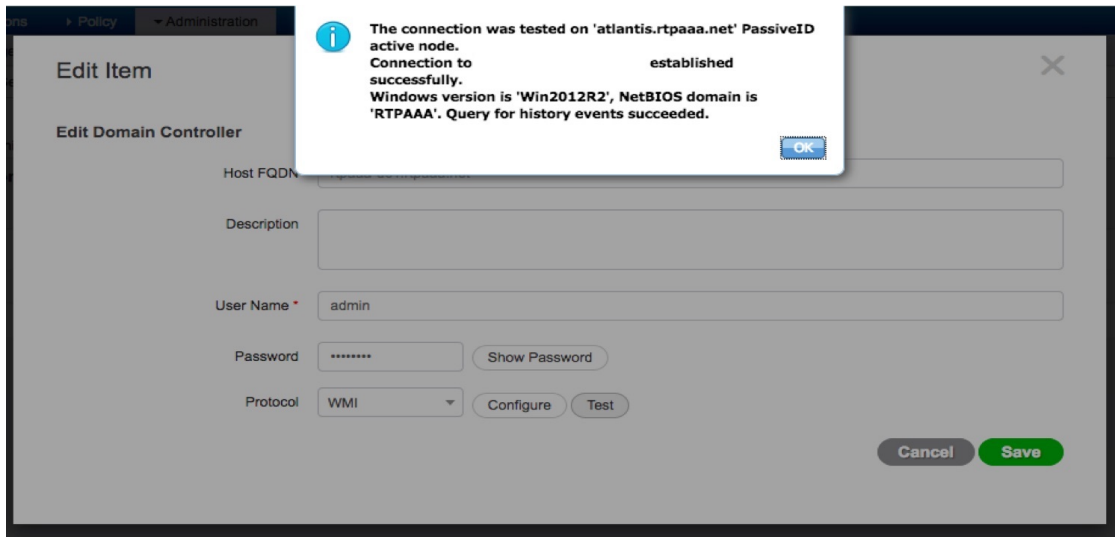 ons Policy Administration
The connection was tested on 'atlantis.rtpaaa.net' PassiveID
active node.
Connection to established
successfully.
Windows version is 'Win2012R2', NetBIOS domain is
'RTPAAA'. Query for history events succeeded.
OK
Edit Item
Edit Domain Controller
Host FQDN
Description
User Name * admin
Password •••••••• Show Password
Protocol WMI Configure Test
Cancel Save